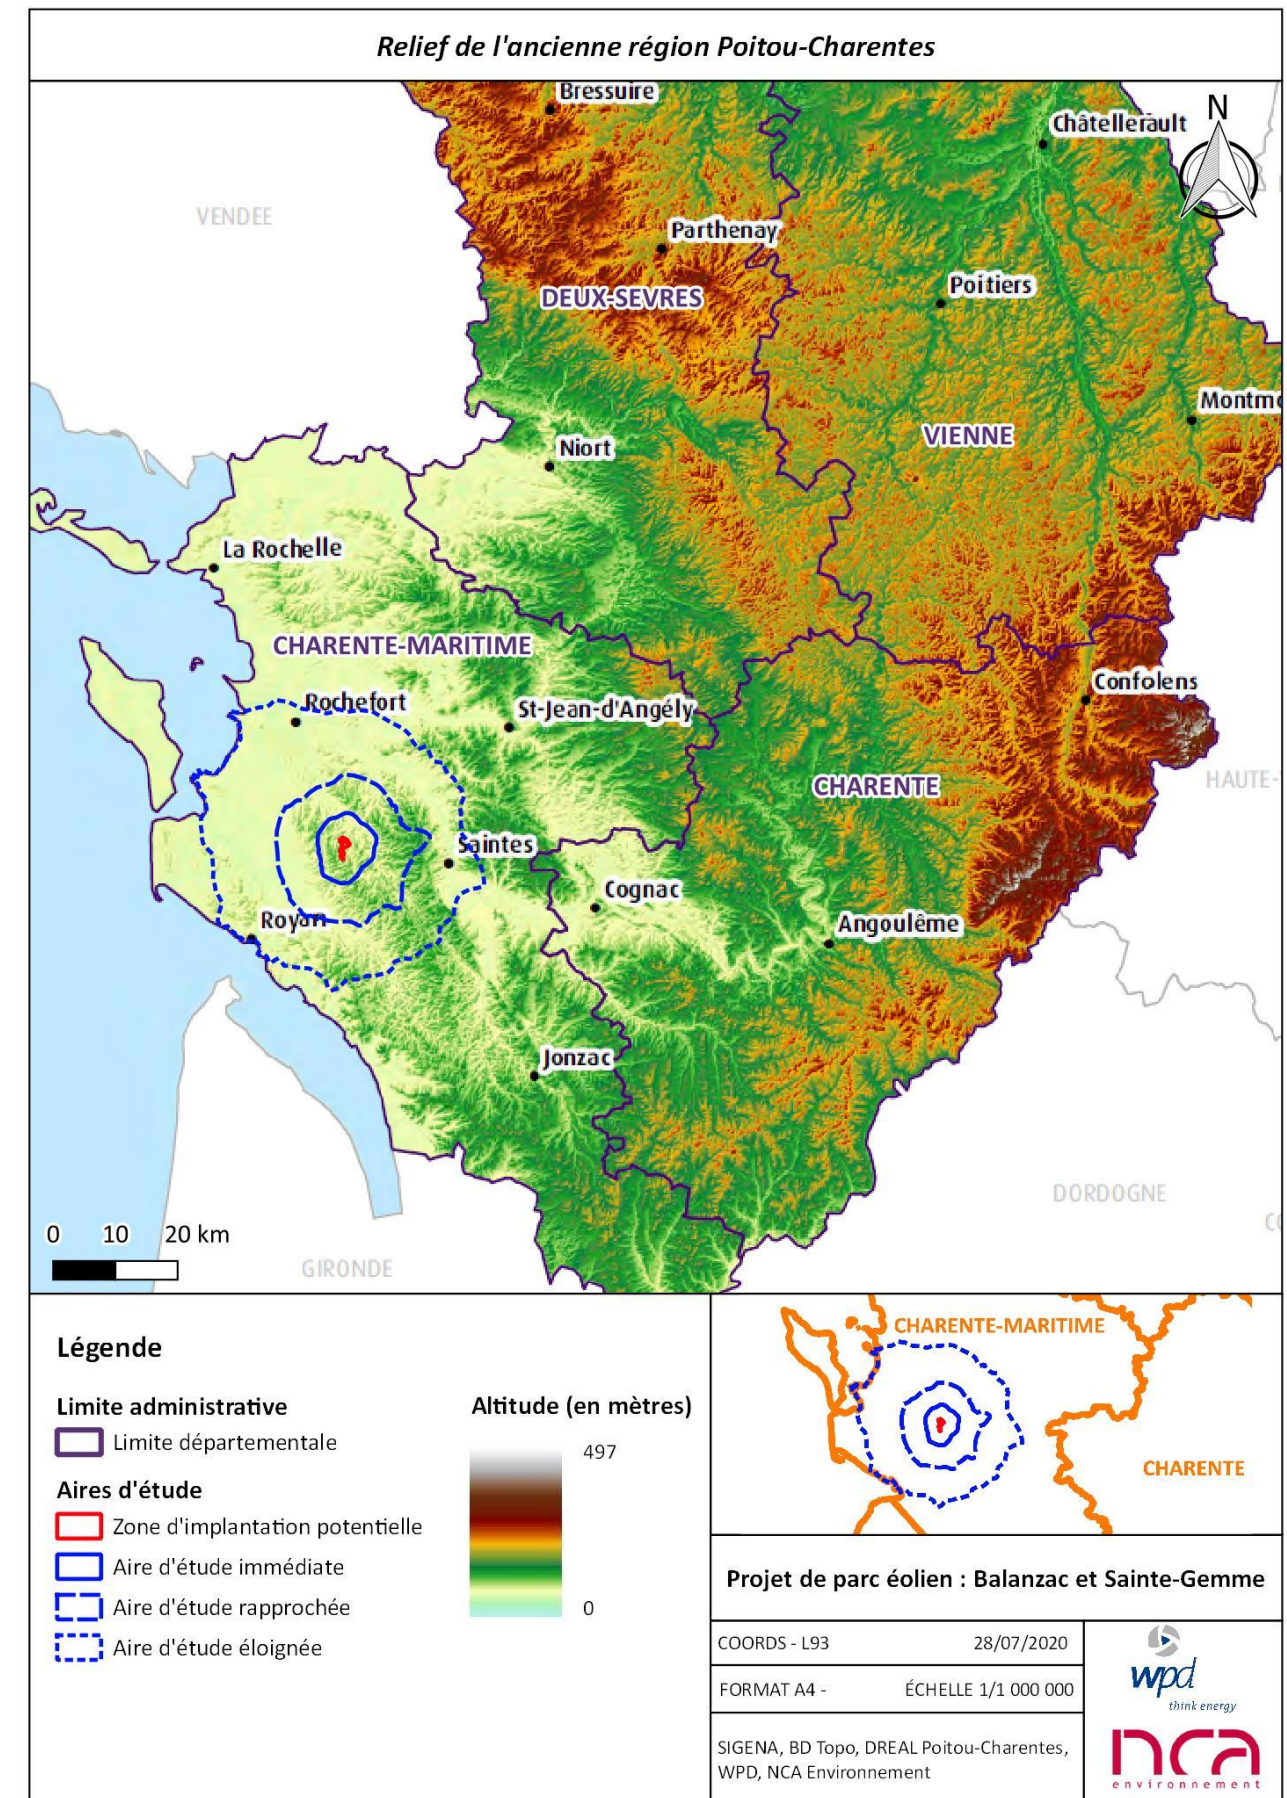 Relief de l'ancienne région Poitou-Charentes
Bressuire
N
Châtellerault
VENDEE
Parthenay
DEUX-SEVRES
Poitiers
Montmo
VIENNE
Niort
La Rochelle
CHARENTE-MARITIME
Rochefort
St-Jean-d'Angély
Confolens
CHARENTE
HAUTE-
Saintes
Cognac
Royan
Angoulême
Jonzac
DORDOGNE
0 10 20 km
GIRONDE
Légende
Limite administrative
Limite départementale
Aires d'étude
Zone d'implantation potentielle
Aire d'étude immédiate
Aire d'étude rapprochée
Aire d'étude éloignée
Altitude (en mètres)
497
0
CHARENTE-MARITIME
CHARENTE
Projet de parc éolien : Balanzac et Sainte-Gemme
COORDS - L93 28/07/2020
FORMAT A4 - ÉCHELLE 1/1 000 000
SIGENA, BD Topo, DREAL Poitou-Charentes,
WPD, NCA Environnement
wpd
think energy
nca
environnement